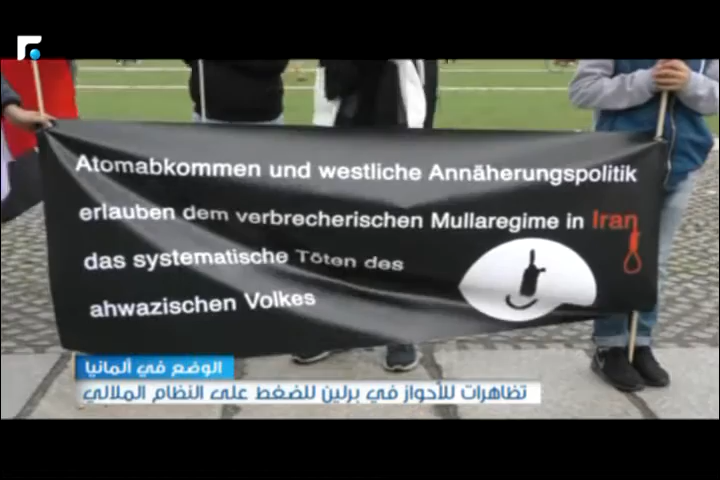 Atomabkommen und westliche Annäherungspolitik
erlauben dem verbrecherischen Mullaregime in Iran
das systematische Töten des
ahwazischen Volkes
الوضع في ألمانيا
تظاهرات للأحواز في برلين للضغط على النظام الملالي